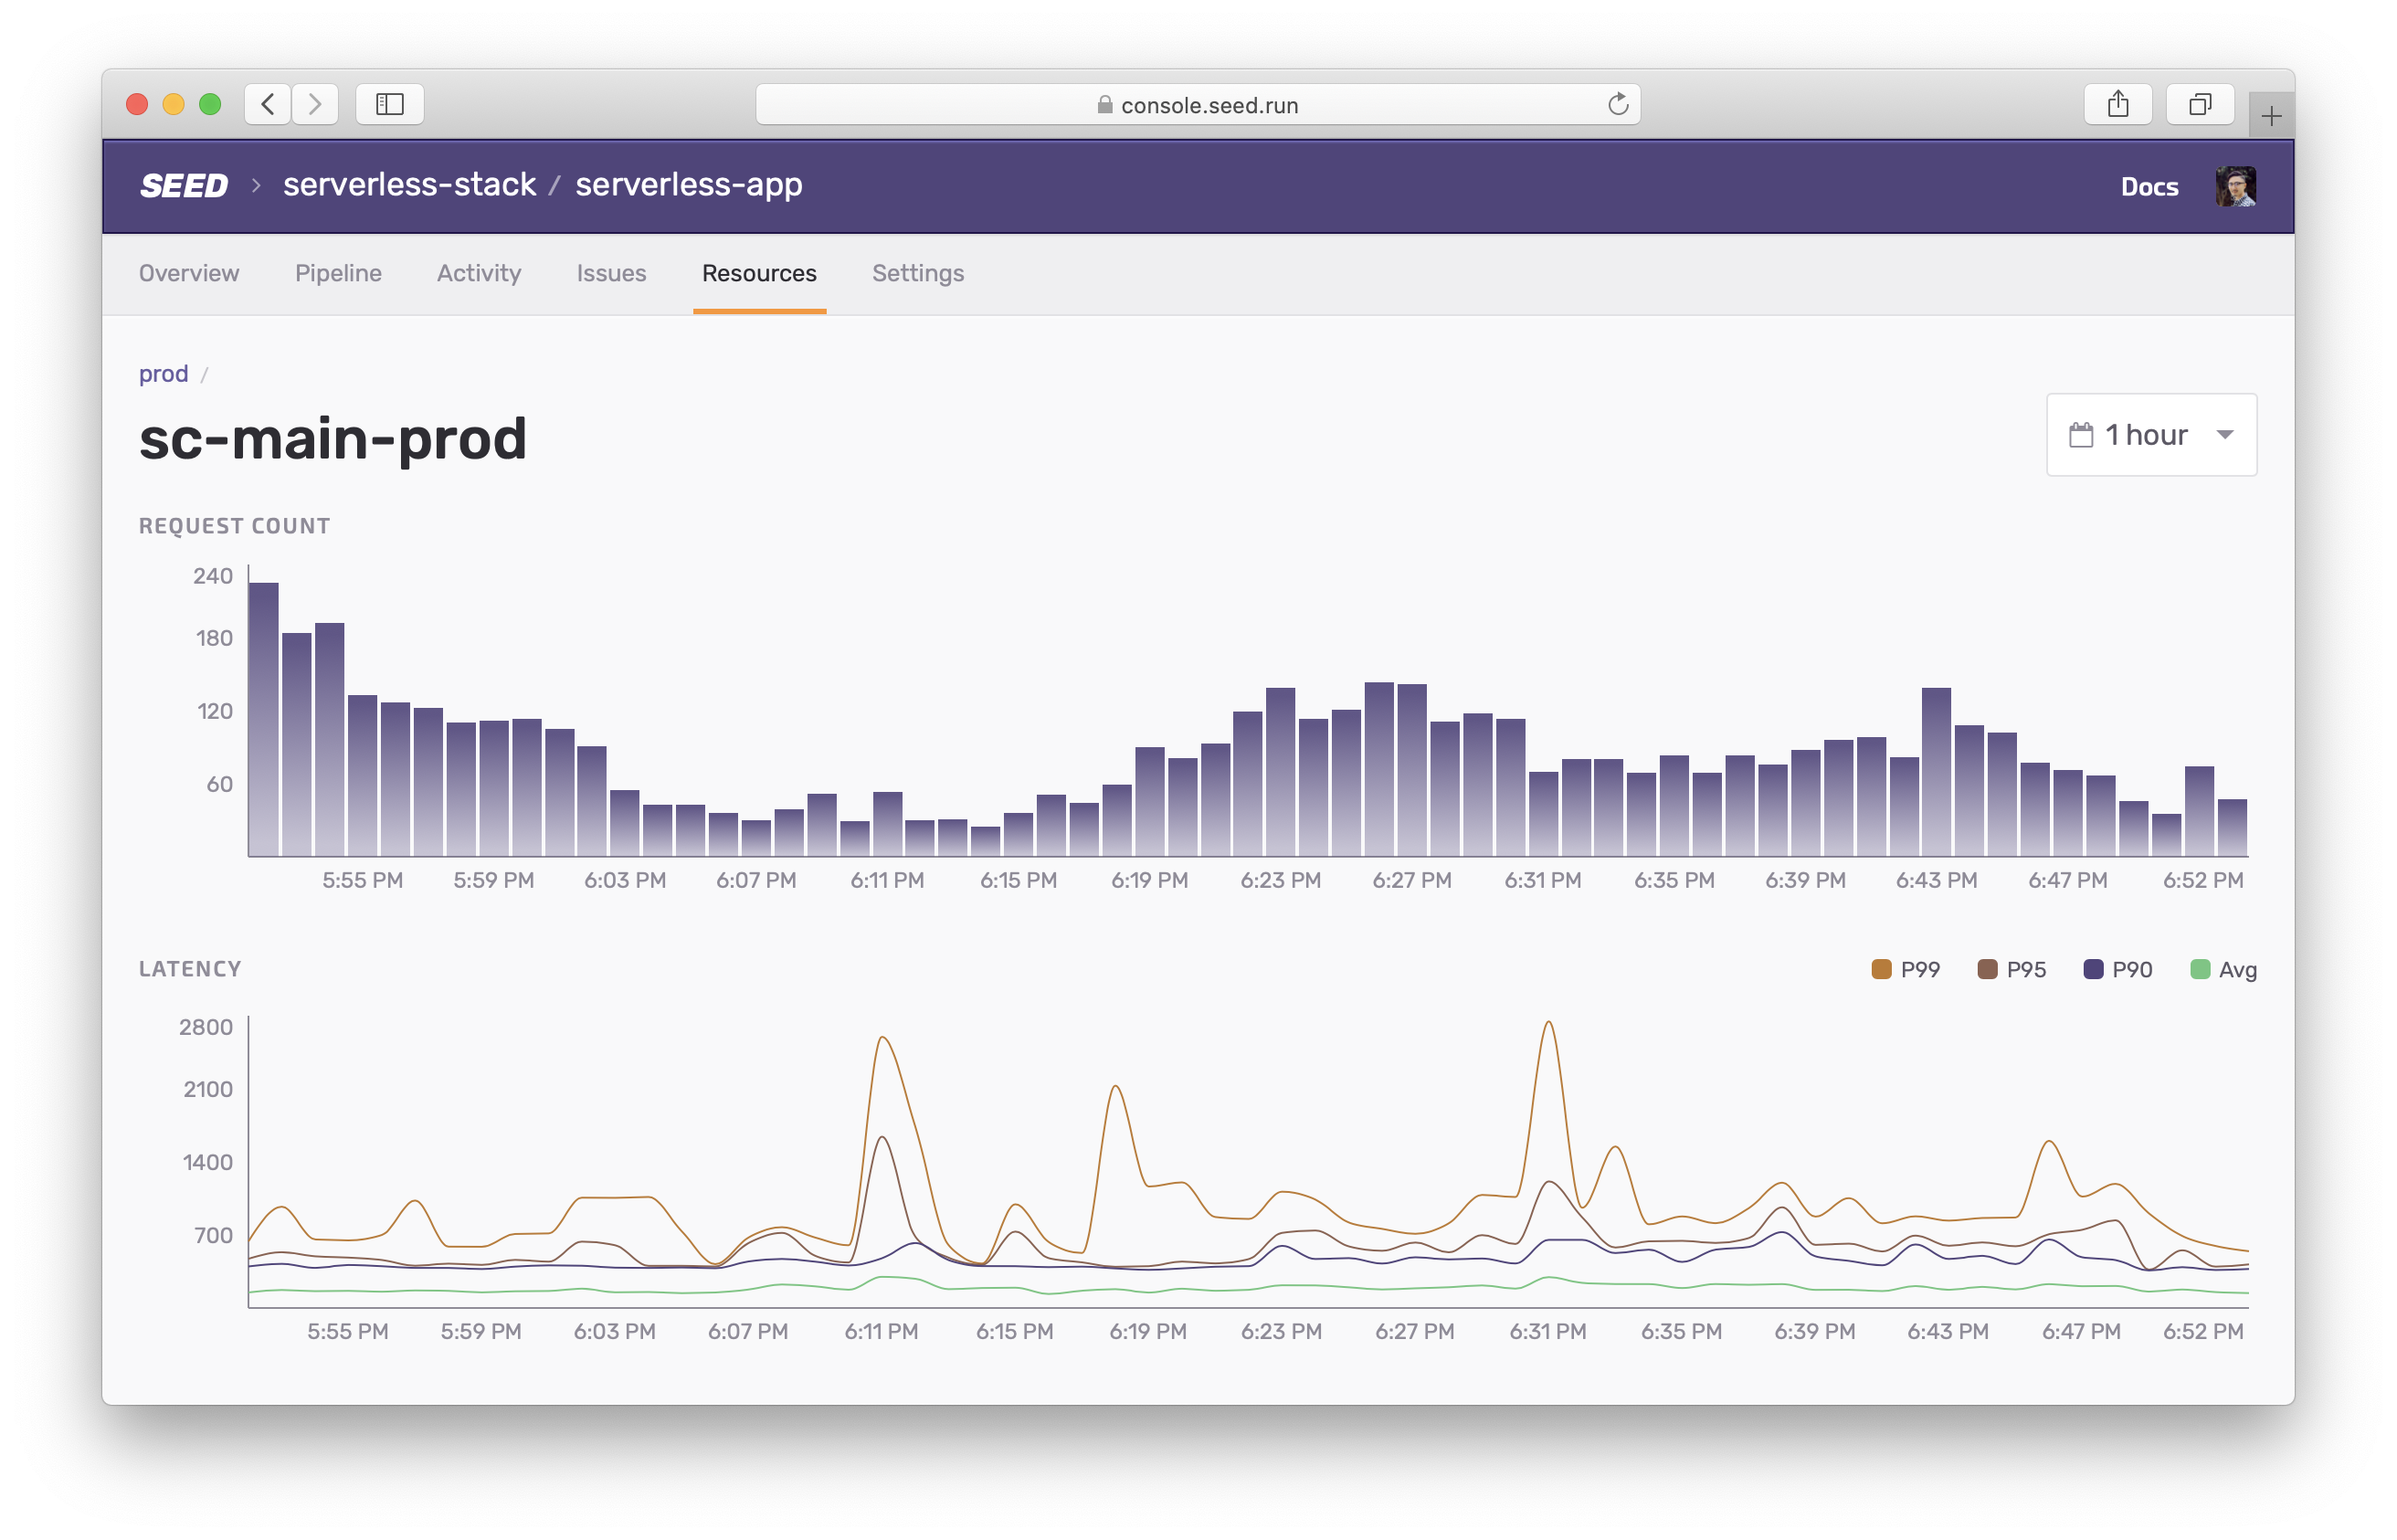 console.seed.run
SEED > serverless-stack / serverless-app
Docs
Overview Pipeline Activity Issues Resources Settings
prod /
sc-main-prod
1 hour
REQUEST COUNT
240
180
120
60
5:55 PM 5:59 PM 6:03 PM 6:07 PM 6:11 PM 6:15 PM 6:19 PM 6:23 PM 6:27 PM 6:31 PM 6:35 PM 6:39 PM 6:43 PM 6:47 PM 6:52 PM
LATENCY
P99 P95 P90 Avg
2800
2100
1400
700
5:55 PM 5:59 PM 6:03 PM 6:07 PM 6:11 PM 6:15 PM 6:19 PM 6:23 PM 6:27 PM 6:31 PM 6:35 PM 6:39 PM 6:43 PM 6:47 PM 6:52 PM